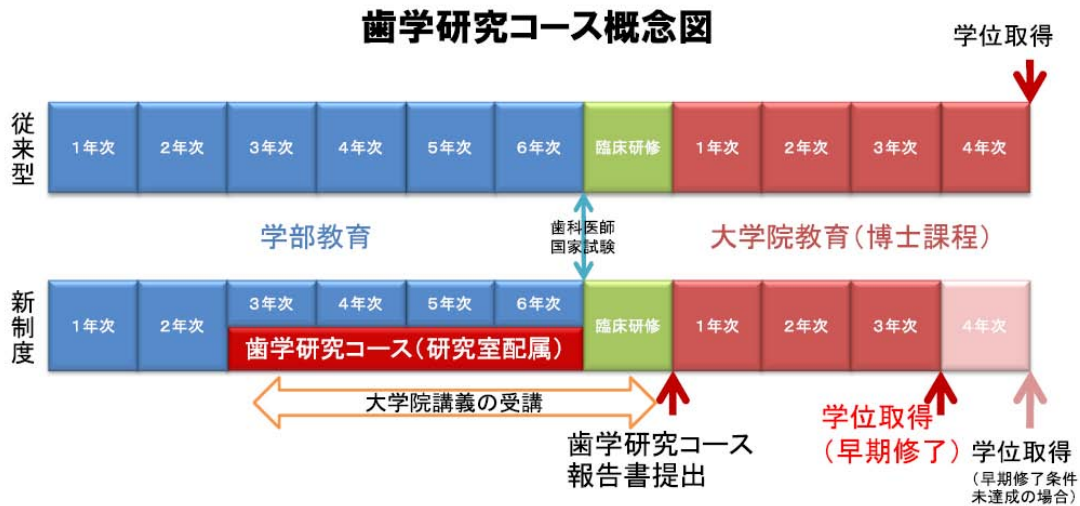 歯学研究コース概念図
学位取得
従来型
1年次 2年次 3年次 4年次 5年次 6年次 臨床研修 1年次 2年次 3年次 4年次
学部教育
歯科医師
国家試験
大学院教育(博士課程)
新制度
1年次 2年次 3年次 4年次 5年次 6年次 臨床研修 1年次 2年次 3年次 4年次
歯学研究コース(研究室配属)
大学院講義の受講
歯学研究コース
報告書提出
学位取得
(早期修了)
学位取得
(早期修了条件
未達成の場合)